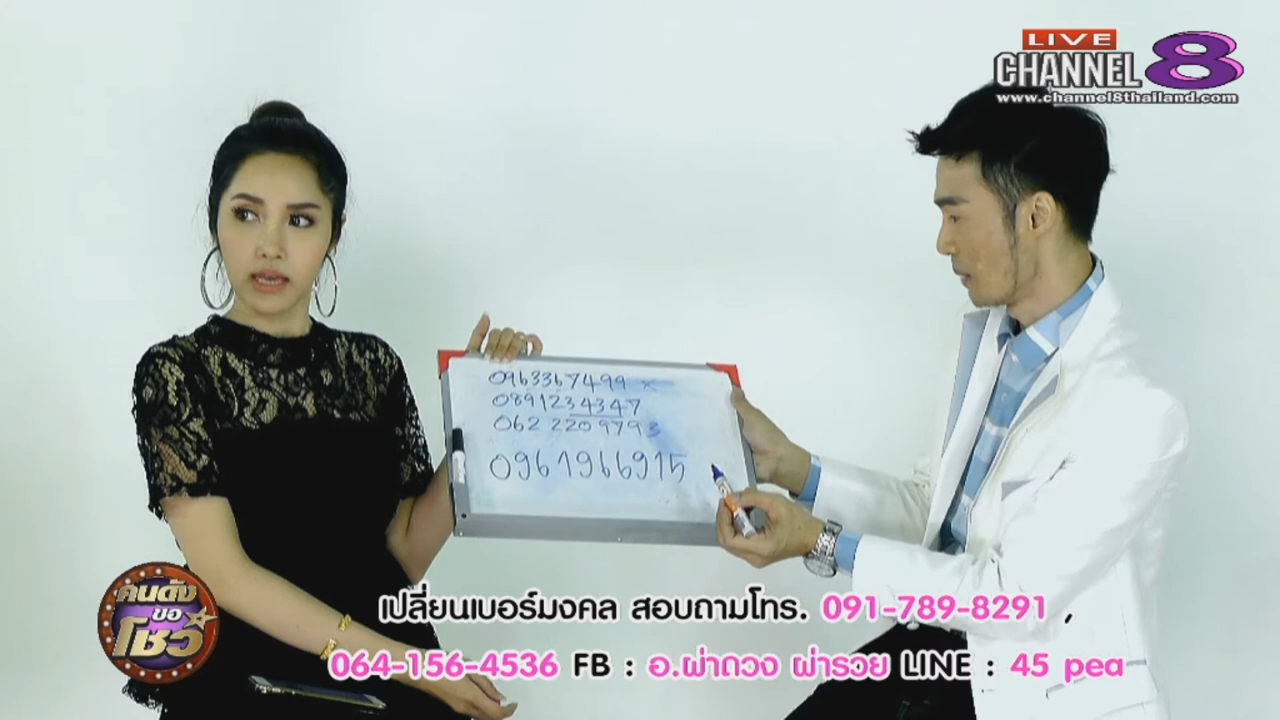 LIVE
CHANNEL 8
www.channel8thailand.com
0963367499 x
0891234347
062 2209793
0961966915
คนดัง
ขอ
โชว์
เปลี่ยนเบอร์มงคล สอบถามโทร. 091-789-8291 ,
064-156-4536 FB : อ.ผ่าดวง ผ่ารวย LINE : 45 pea